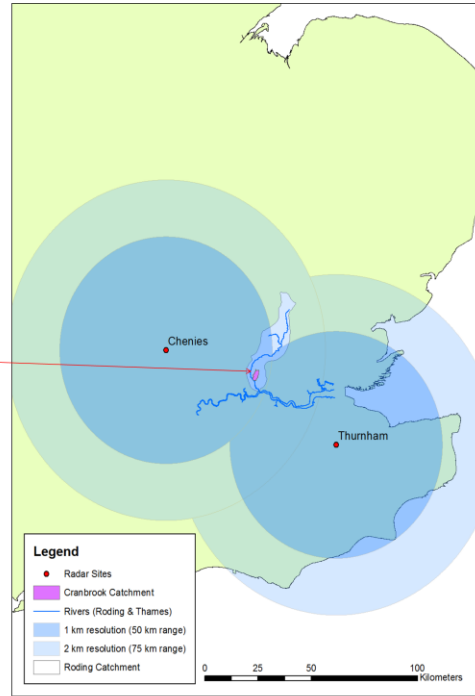 Chenies
Thurnham
Legend
Radar Sites
Cranbrook Catchment
Rivers (Roding & Thames)
1 km resolution (50 km range)
2 km resolution (75 km range)
Roding Catchment
0 25 50 100
Kilometers